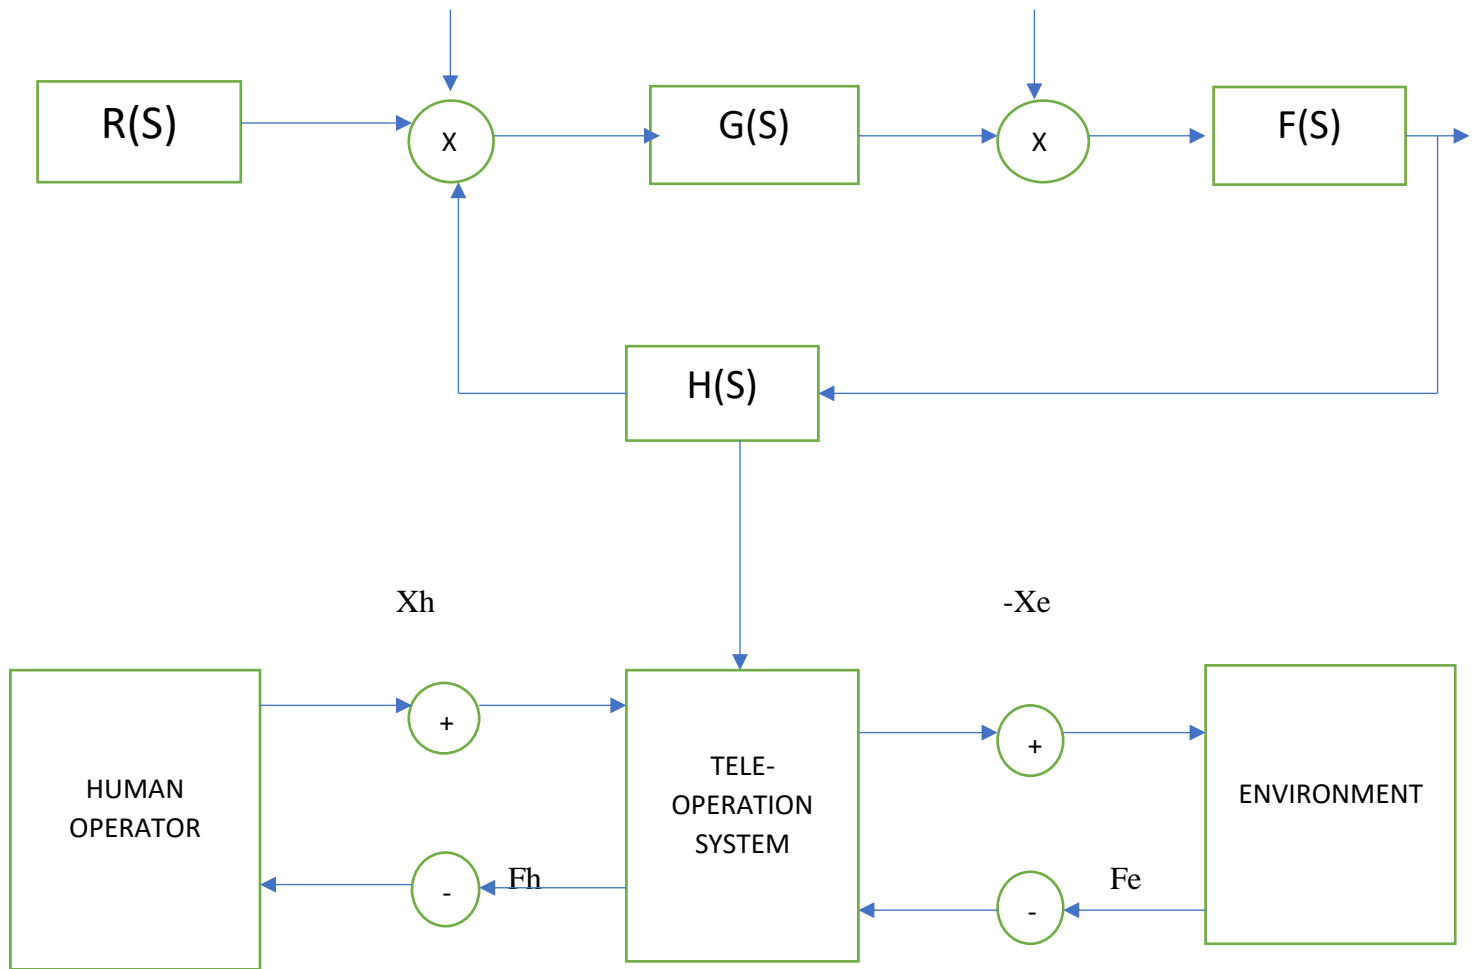 R(S)
X
G(S)
X
F(S)
H(S)
Xh
-Xe
HUMAN
OPERATOR
+
TELE-
OPERATION
SYSTEM
+
ENVIRONMENT
-
Fh
-
Fe